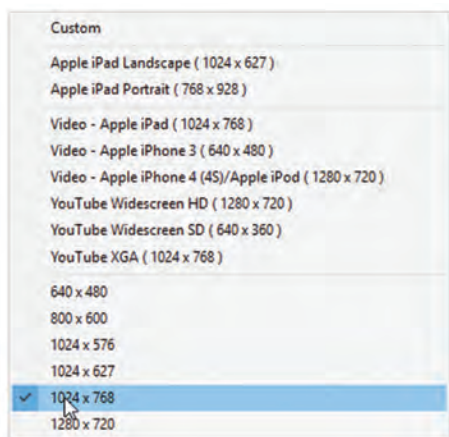 Custom
Apple iPad Landscape ( 1024 x 627 )
Apple iPad Portrait ( 768 x 928 )
Video - Apple iPad ( 1024 x 768 )
Video - Apple iPhone 3 ( 640 x 480 )
Video - Apple iPhone 4 (4S)/Apple iPod ( 1280 x 720 )
YouTube Widescreen HD ( 1280 x 720 )
YouTube Widescreen SD ( 640 x 360 )
YouTube XGA ( 1024 x 768 )
640 x 480
800 x 600
1024 x 576
1024 x 627
1024 x 768
1280 x 720